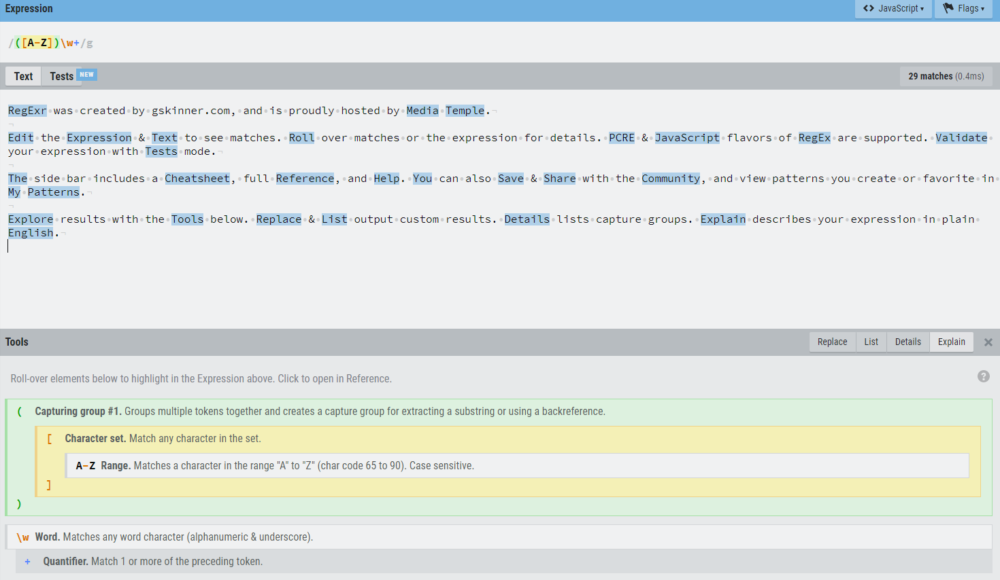 Expression
<> JavaScript ▾ Flags ▾
/([A-Z])\w+/g
Text Tests NEW
29 matches (0.4ms)
RegExr was created by gskinner.com, and is proudly hosted by Media Temple.
Edit the Expression & Text to see matches. Roll over matches or the expression for details. PCRE & JavaScript flavors of RegEx are supported. Validate
your expression with Tests mode.
The side bar includes a Cheatsheet, full Reference, and Help. You can also Save & Share with the Community, and view patterns you create or favorite in
My Patterns.
Explore results with the Tools below. Replace & List output custom results. Details lists capture groups. Explain describes your expression in plain
English.
Tools
Replace List Details Explain ×
Roll-over elements below to highlight in the Expression above. Click to open in Reference.
?
( Capturing group #1. Groups multiple tokens together and creates a capture group for extracting a substring or using a backreference.
[ Character set. Match any character in the set.
A-Z Range. Matches a character in the range "A" to "Z" (char code 65 to 90). Case sensitive.
]
)
\w Word. Matches any word character (alphanumeric & underscore).
+ Quantifier. Match 1 or more of the preceding token.